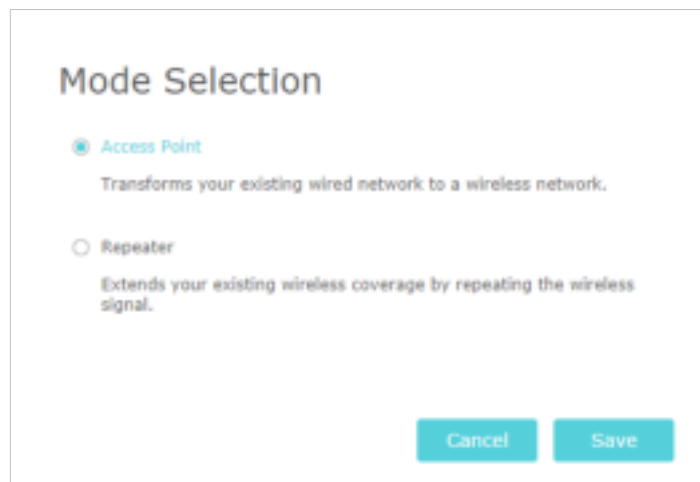 Mode Selection
Access Point
Transforms your existing wired network to a wireless network.
Repeater
Extends your existing wireless coverage by repeating the wireless
signal.
Cancel
Save